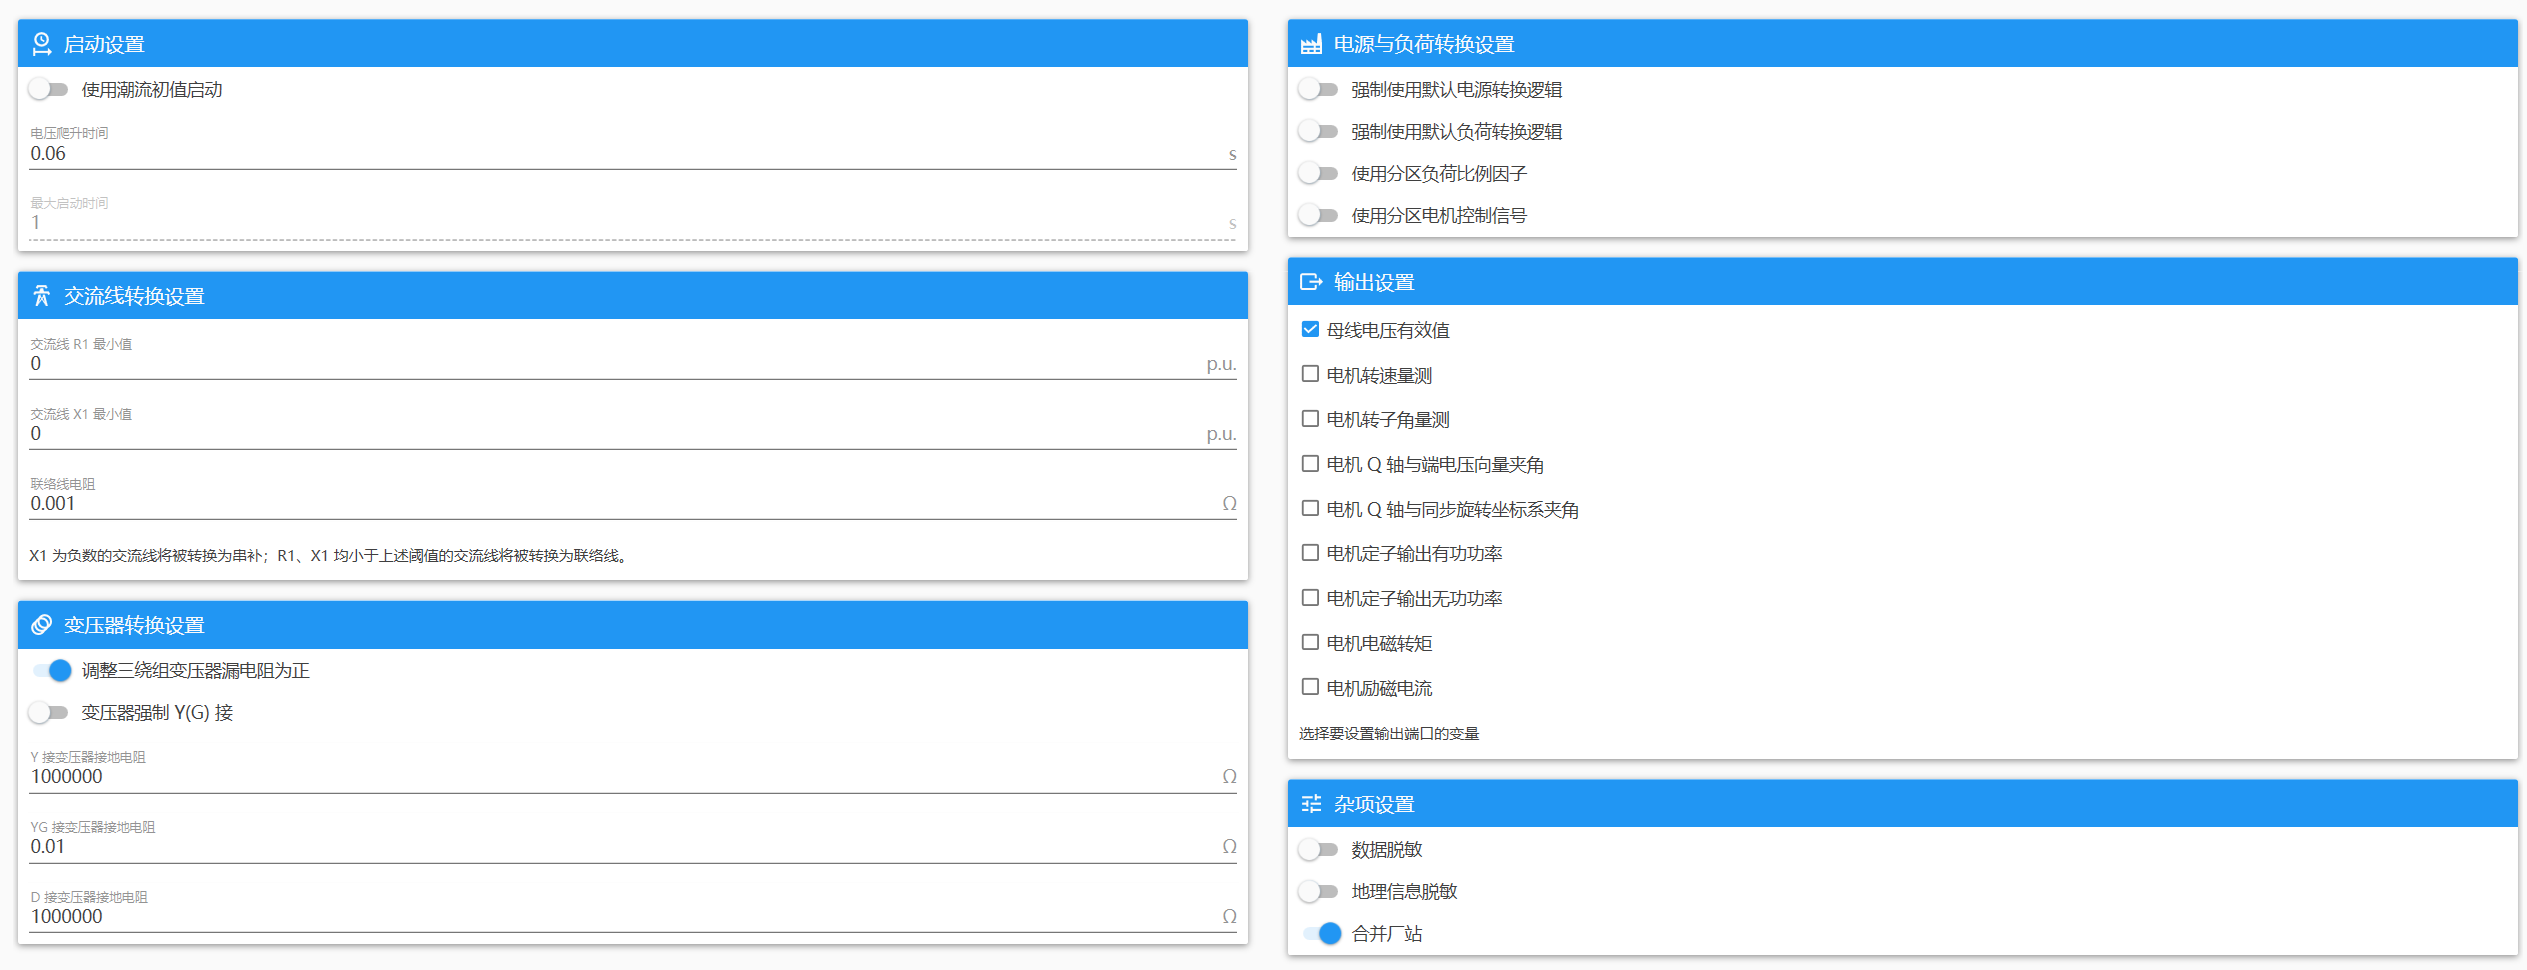 启动设置
使用潮流初值启动
电压爬升时间
0.06 s
最大启动时间
1 s
交流线转换设置
交流线 R1 最小值
0 p.u.
交流线 X1 最小值
0 p.u.
联络线电阻
0.001 Ω
X1 为负数的交流线将被转换为串补；R1、X1 均小于上述阈值的交流线将被转换为联络线。
变压器转换设置
调整三绕组变压器漏电阻为正
变压器强制 Y(G) 接
Y 接变压器接地电阻
1000000 Ω
YG 接变压器接地电阻
0.01 Ω
D 接变压器接地电阻
1000000 Ω
电源与负荷转换设置
强制使用默认电源转换逻辑
强制使用默认负荷转换逻辑
使用分区负荷比例因子
使用分区电机控制信号
输出设置
母线电压有效值
电机转速量测
电机转子角量测
电机 Q 轴与端电压向量夹角
电机 Q 轴与同步旋转坐标系夹角
电机定子输出有功功率
电机定子输出无功功率
电机电磁转矩
电机励磁电流
选择要设置输出端口的变量
杂项设置
数据脱敏
地理信息脱敏
合并厂站